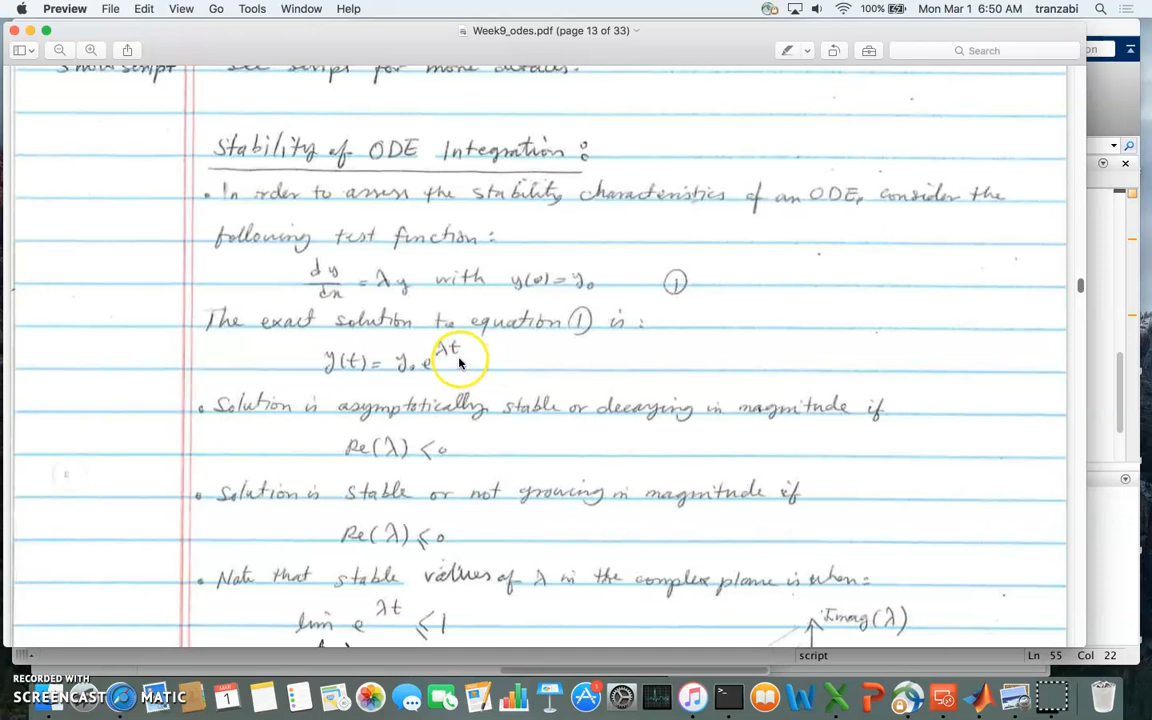 Preview File Edit View Go Tools Window Help 100% Mon Mar 1 6:50 AM tranzabi
Week9_odes.pdf (page 13 of 33)
Search
script for more details.
Stability of ODE Integration:
• In order to assess the stability characteristics of an ODE, consider the
following test function:
dy/dx = λy with y(0) = y₀ ①
The exact solution to equation ① is:
y(t) = y₀ e^λt
• Solution is asymptotically stable or decaying in magnitude if
Re(λ) < 0
• Solution is stable or not growing in magnitude if
Re(λ) ⩽ 0
• Note that stable values of λ in the complex plane is when:
lim e^λt ⩽ 1 Imag(λ)
script Ln 55 Col 22
RECORDED WITH
SCREENCAST MATIC